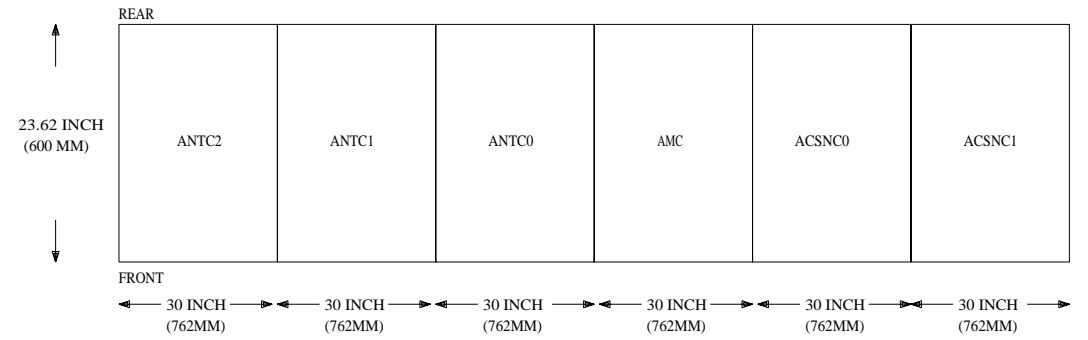 REAR
23.62 INCH
(600 MM)
ANTC2 ANTC1 ANTC0 AMC ACSNC0 ACSNC1
FRONT
30 INCH 30 INCH 30 INCH 30 INCH 30 INCH 30 INCH
(762MM) (762MM) (762MM) (762MM) (762MM) (762MM)